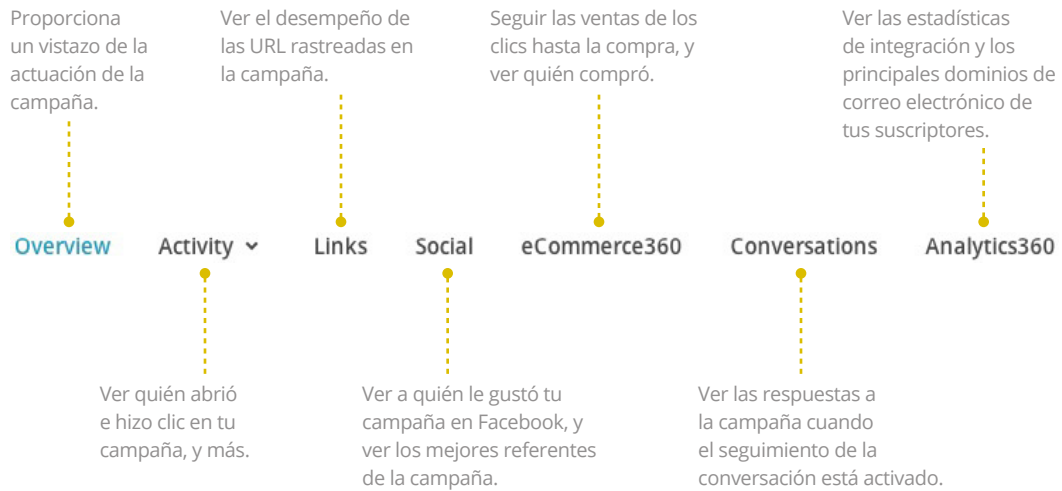 Proporciona
un vistazo de la
actuación de la
campaña.
Ver el desempeño de
las URL rastreadas en
la campaña.
Seguir las ventas de los
clics hasta la compra, y
ver quién compró.
Ver las estadísticas
de integración y los
principales dominios de
correo electrónico de
tus suscriptores.
Overview Activity Links Social eCommerce360 Conversations Analytics360
Ver quién abrió
e hizo clic en tu
campaña, y más.
Ver a quién le gustó tu
campaña en Facebook, y
ver los mejores referentes
de la campaña.
Ver las respuestas a
la campaña cuando
el seguimiento de la
conversación está activado.